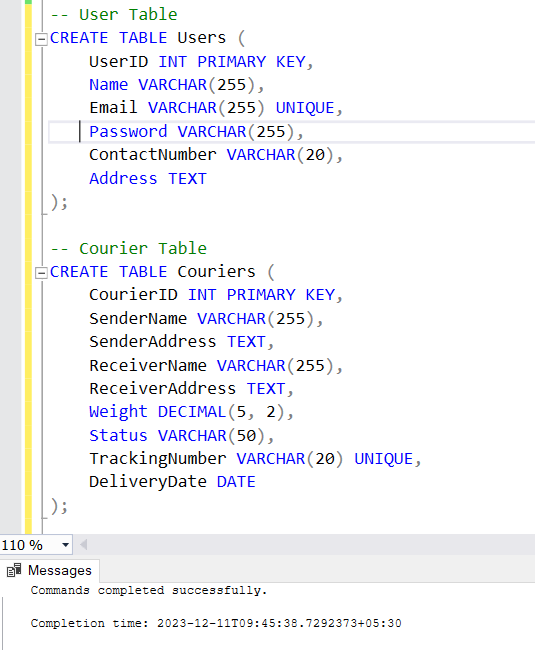 -- User Table
CREATE TABLE Users (
    UserID INT PRIMARY KEY,
    Name VARCHAR(255),
    Email VARCHAR(255) UNIQUE,
    Password VARCHAR(255),
    ContactNumber VARCHAR(20),
    Address TEXT
);

-- Courier Table
CREATE TABLE Couriers (
    CourierID INT PRIMARY KEY,
    SenderName VARCHAR(255),
    SenderAddress TEXT,
    ReceiverName VARCHAR(255),
    ReceiverAddress TEXT,
    Weight DECIMAL(5, 2),
    Status VARCHAR(50),
    TrackingNumber VARCHAR(20) UNIQUE,
    DeliveryDate DATE
);
110 %
Messages
Commands completed successfully.

Completion time: 2023-12-11T09:45:38.7292373+05:30